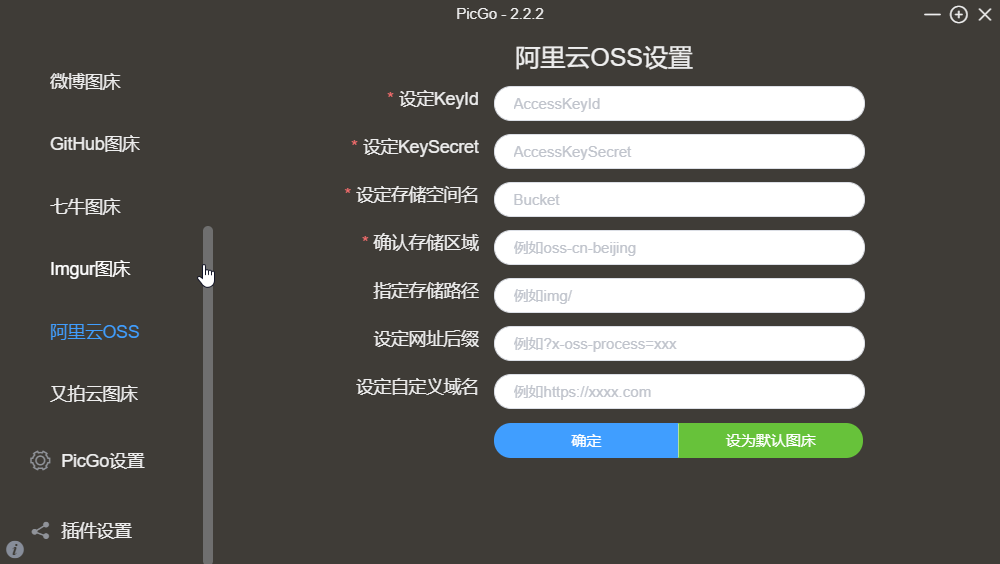 PicGo - 2.2.2
微博图床
GitHub图床
七牛图床
Imgur图床
阿里云OSS
又拍云图床
PicGo设置
插件设置
i
阿里云OSS设置
* 设定KeyId
AccessKeyId
* 设定KeySecret
AccessKeySecret
* 设定存储空间名
Bucket
* 确认存储区域
例如oss-cn-beijing
指定存储路径
例如img/
设定网址后缀
例如?x-oss-process=xxx
设定自定义域名
例如https://xxxx.com
确定
设为默认图床